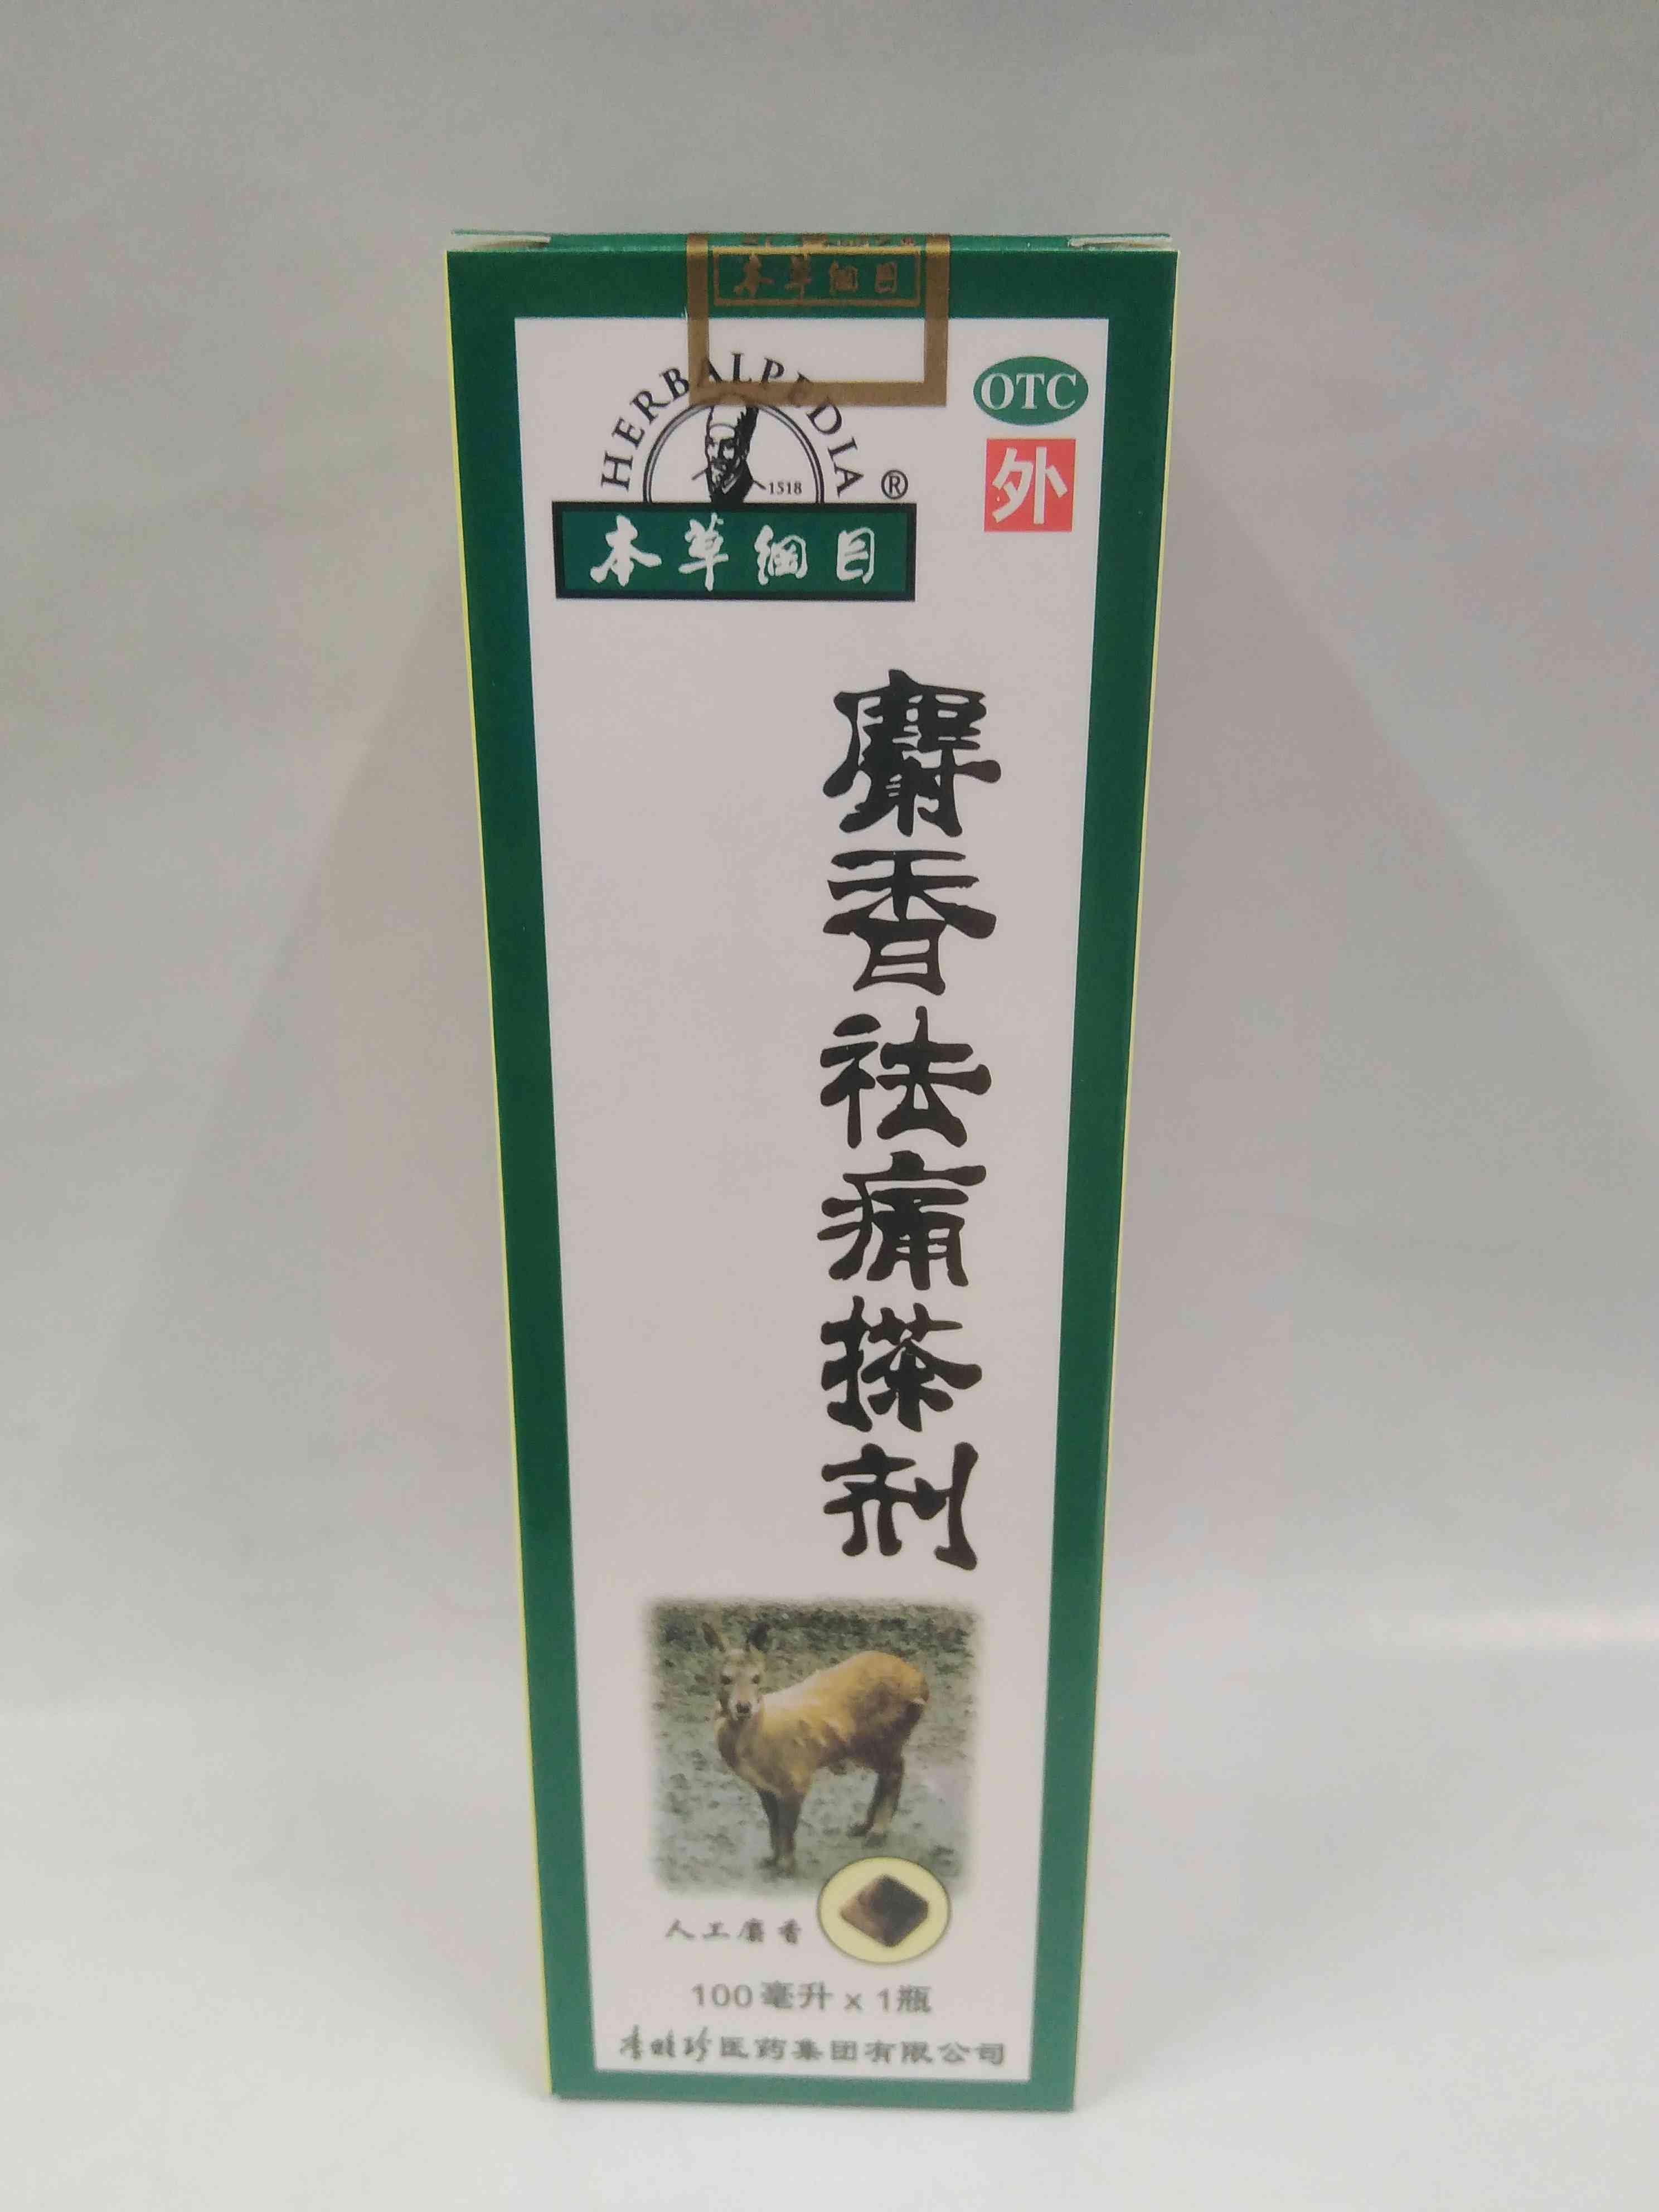 本草綱目
HERBALPEDIA
OTC
外
1518
®
本草綱目
麝香祛痛搽剂
人工麝香
100毫升 x 1瓶
李时珍医药集团有限公司